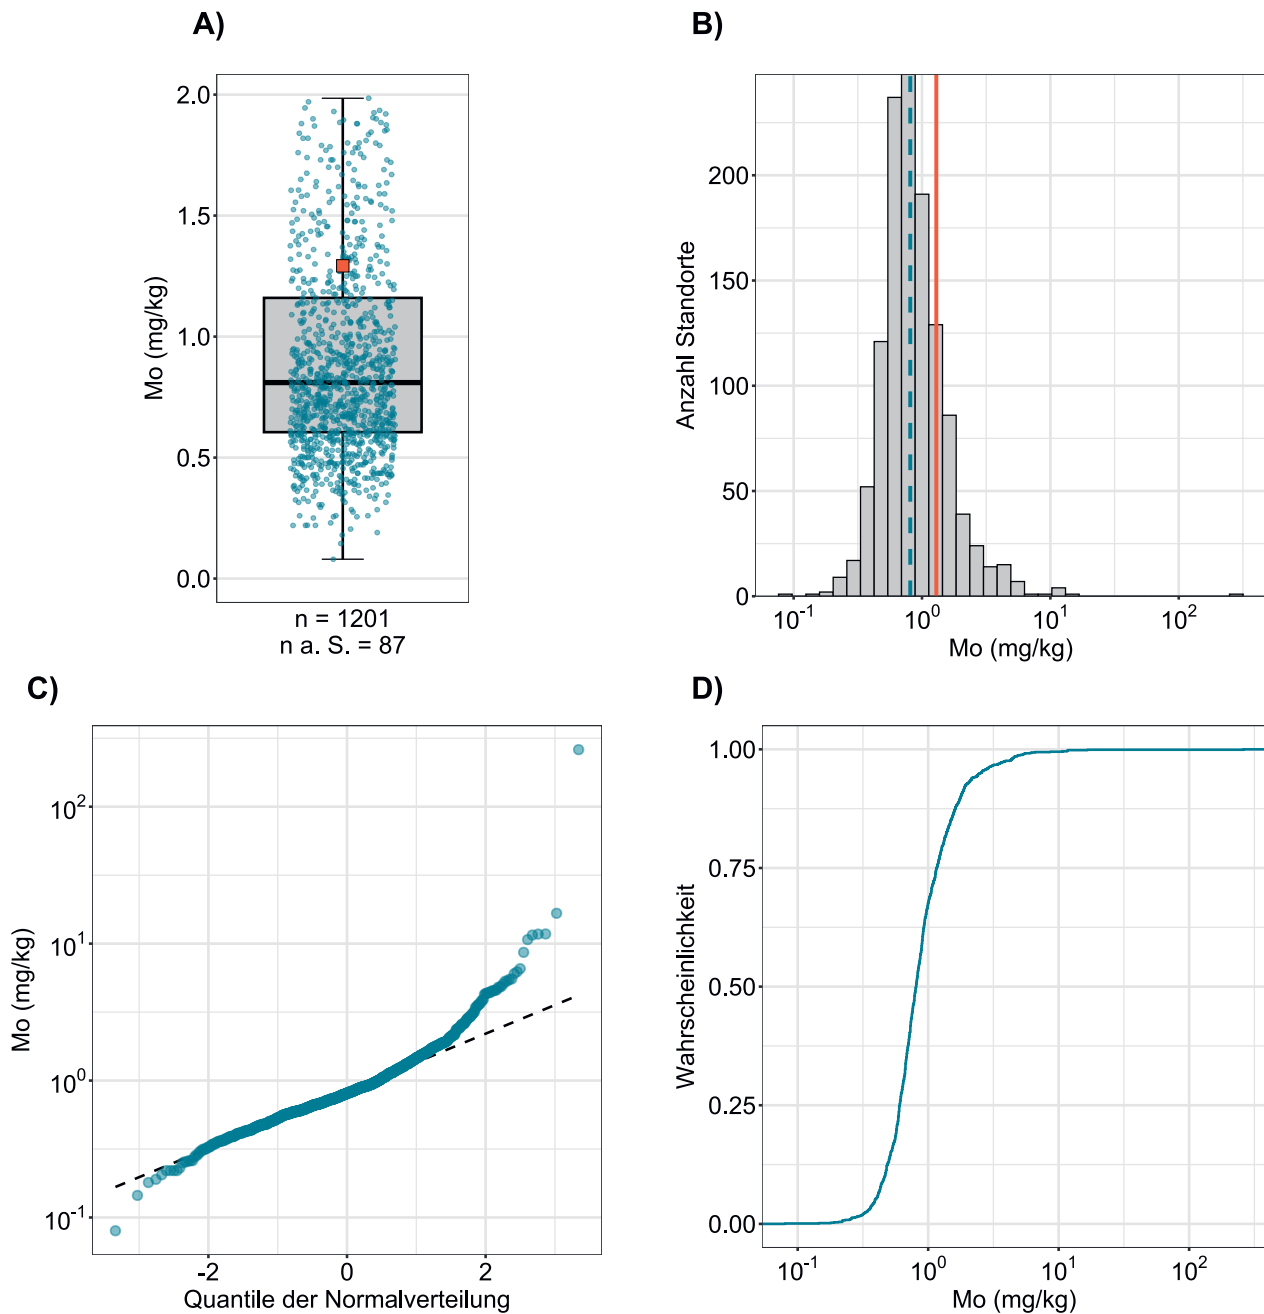 A)
Mo (mg/kg)
2.0
1.5
1.0
0.5
0.0
n = 1201
n a. S. = 87
B)
Anzahl Standorte
200
150
100
50
0
10⁻¹ 10⁰ 10¹ 10²
Mo (mg/kg)
C)
Mo (mg/kg)
10²
10¹
10⁰
10⁻¹
-2 0 2
Quantile der Normalverteilung
D)
Wahrscheinlichkeit
1.00
0.75
0.50
0.25
0.00
10⁻¹ 10⁰ 10¹ 10²
Mo (mg/kg)